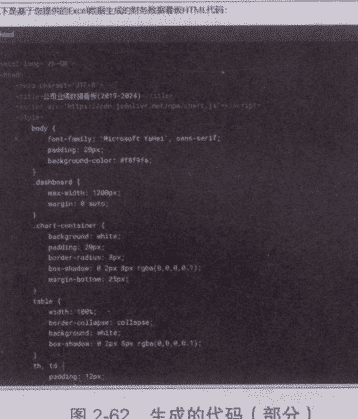 下是基于您提供的Excel数据生成的财务数据看板HTML代码：
html
<html lang="zh-CN">
<head>
<meta charset="UTF-8">
<title>公司业绩数据看板(2019-2024)</title>
<script src="https://cdn.jsdelivr.net/npm/chart.js"></script>
<style>
body {
font-family: 'Microsoft YaHei', sans-serif;
padding: 20px;
background-color: #f8f9fa;
}
.dashboard {
max-width: 1200px;
margin: 0 auto;
}
.chart-container {
background: white;
padding: 20px;
border-radius: 8px;
box-shadow: 0 2px 8px rgba(0,0,0,0.1);
margin-bottom: 25px;
}
table {
width: 100%;
border-collapse: collapse;
background: white;
box-shadow: 0 2px 8px rgba(0,0,0,0.1);
}
th, td {
padding: 12px;
图 2-62 生成的代码（部分）